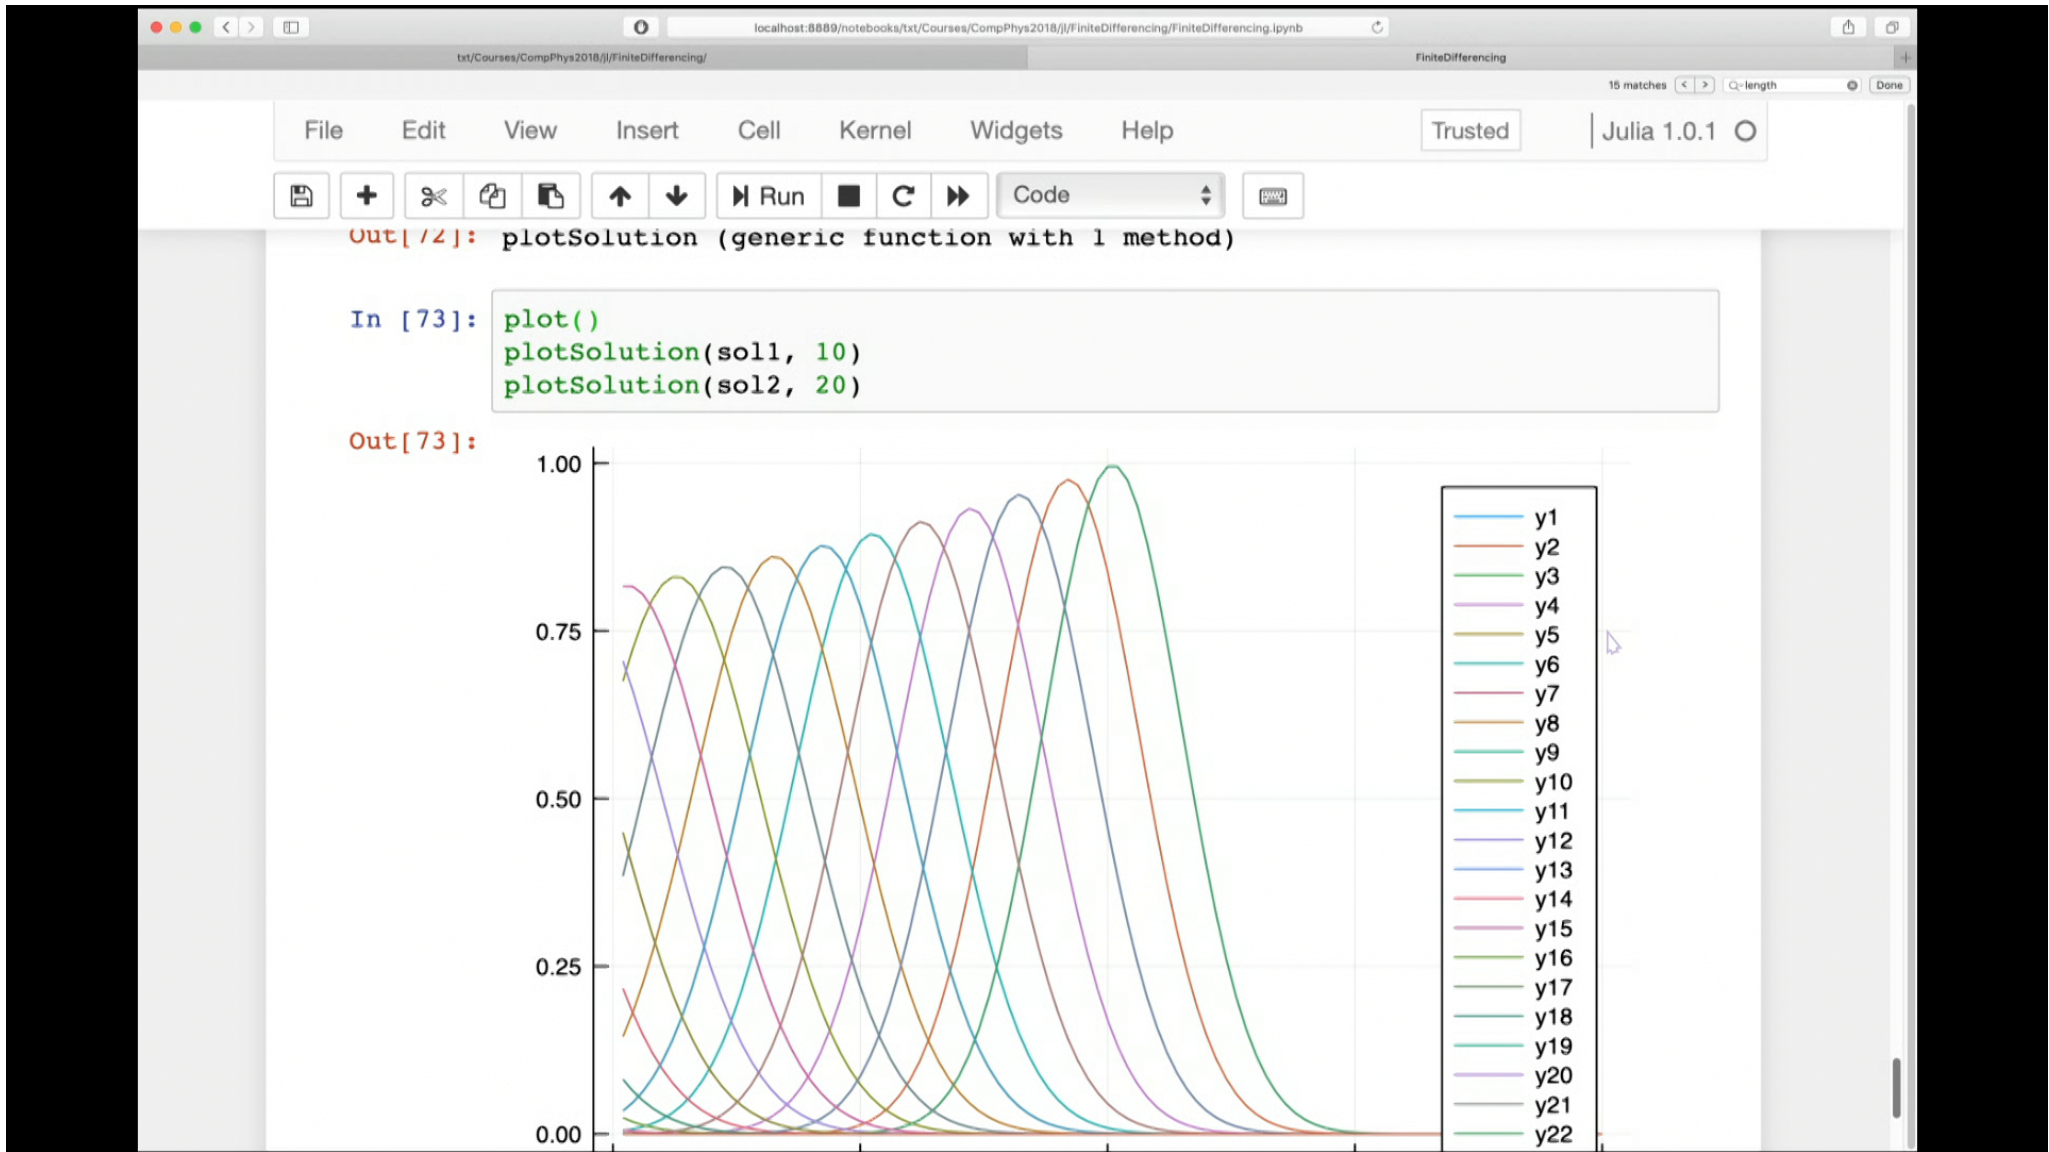 localhost:8889/notebooks/txt/Courses/CompPhys2018/jl/FiniteDifferencing/FiniteDifferencing.ipynb
txt/Courses/CompPhys2018/jl/FiniteDifferencing/
FiniteDifferencing
15 matches
length
Done
File Edit View Insert Cell Kernel Widgets Help
Trusted
Julia 1.0.1
Run
Code
Out[72]: plotSolution (generic function with 1 method)
In [73]: plot()
plotSolution(sol1, 10)
plotSolution(sol2, 20)
Out[73]:
1.00
0.75
0.50
0.25
0.00
y1
y2
y3
y4
y5
y6
y7
y8
y9
y10
y11
y12
y13
y14
y15
y16
y17
y18
y19
y20
y21
y22